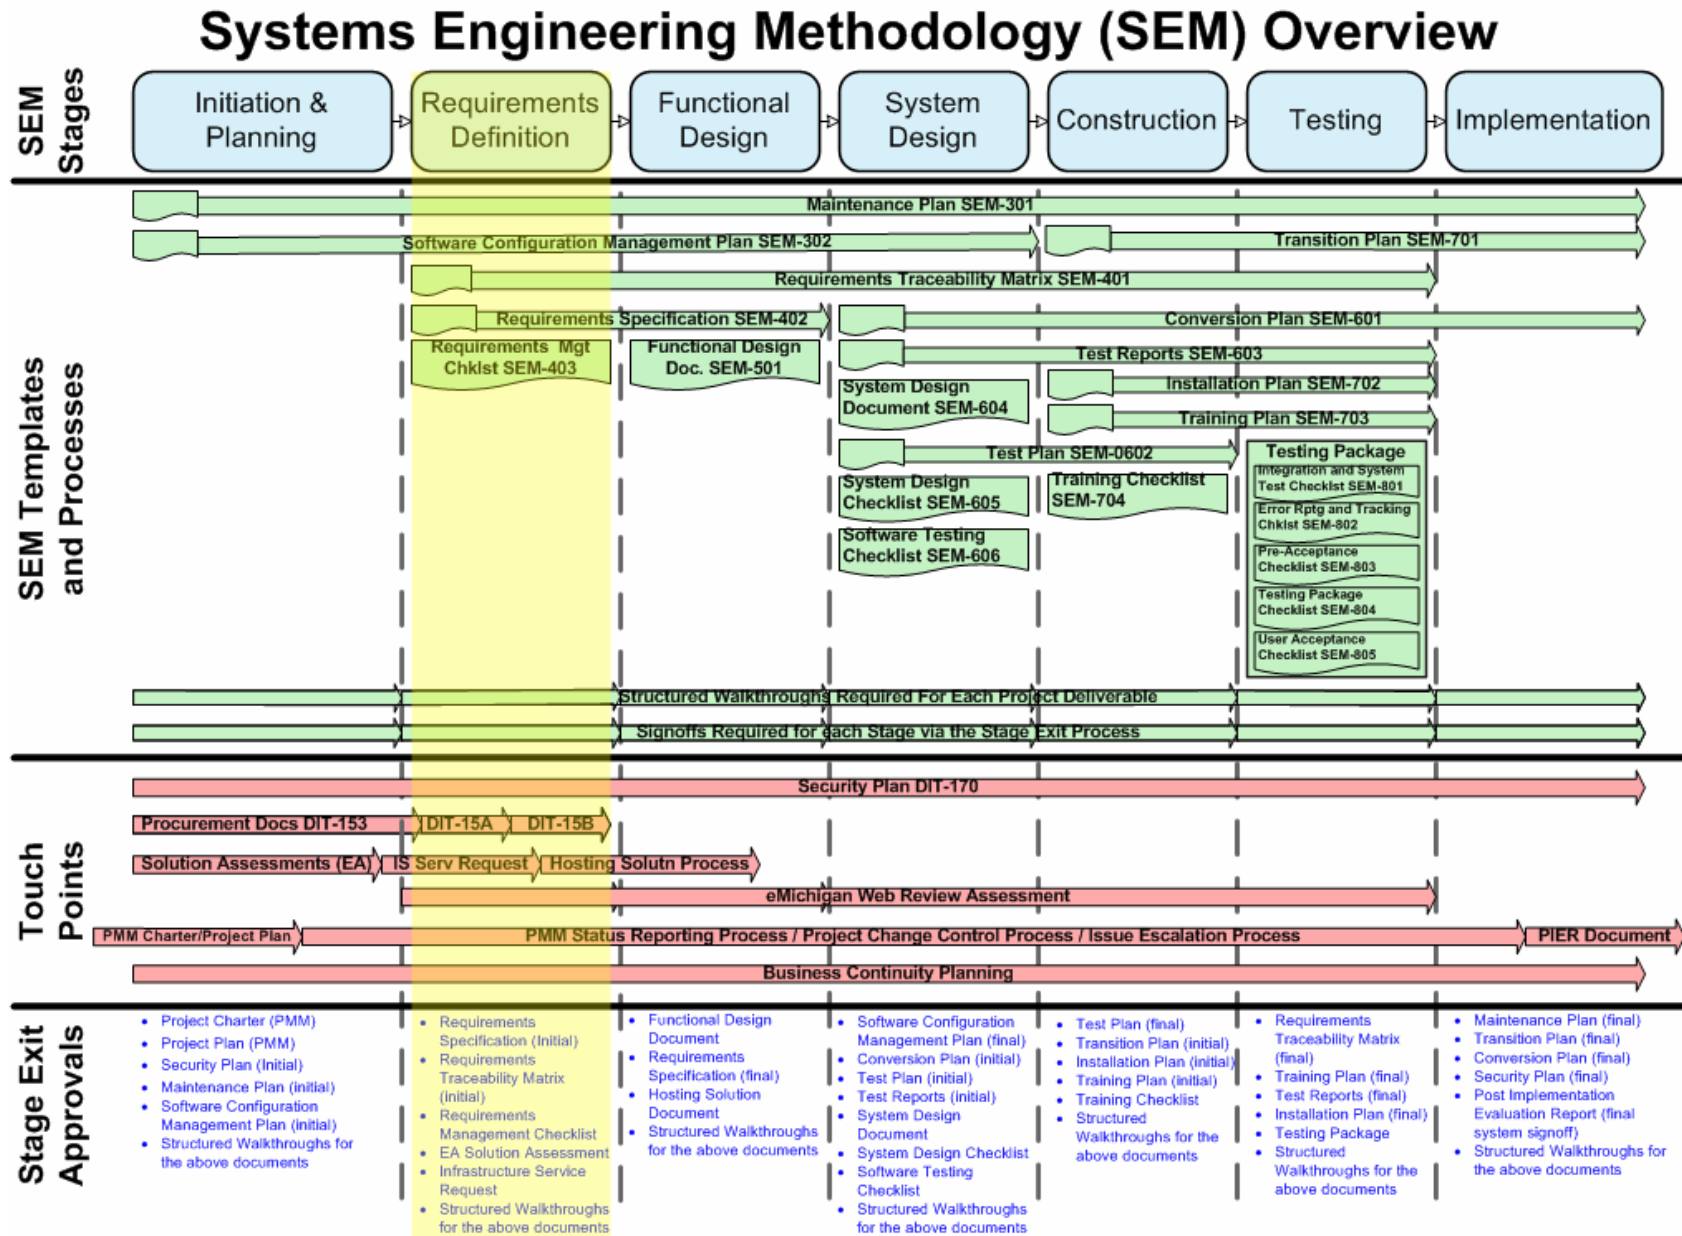 Systems Engineering Methodology (SEM) Overview
SEM
Stages
Initiation &
Planning
Requirements
Definition
Functional
Design
System
Design
Construction
Testing
Implementation
SEM Templates
and Processes
Maintenance Plan SEM-301
Software Configuration Management Plan SEM-302
Transition Plan SEM-701
Requirements Traceability Matrix SEM-401
Requirements Specification SEM-402
Conversion Plan SEM-601
Requirements Mgt
Chklst SEM-403
Functional Design
Doc. SEM-501
Test Reports SEM-603
System Design
Document SEM-604
Installation Plan SEM-702
Training Plan SEM-703
Test Plan SEM-0602
System Design
Checklist SEM-605
Training Checklist
SEM-704
Software Testing
Checklist SEM-606
Testing Package
Integration and System
Test Checklist SEM-801
Error Rptg and Tracking
Chklst SEM-802
Pre-Acceptance
Checklist SEM-803
Testing Package
Checklist SEM-804
User Acceptance
Checklist SEM-805
Structured Walkthroughs Required For Each Project Deliverable
Signoffs Required for each Stage via the Stage Exit Process
Touch
Points
Security Plan DIT-170
Procurement Docs DIT-153
DIT-15A
DIT-15B
Solution Assessments (EA)
IS Serv Request
Hosting Solutn Process
eMichigan Web Review Assessment
PMM Charter/Project Plan
PMM Status Reporting Process / Project Change Control Process / Issue Escalation Process
PIER Document
Business Continuity Planning
Stage Exit
Approvals
• Project Charter (PMM)
• Project Plan (PMM)
• Security Plan (Initial)
• Maintenance Plan (initial)
• Software Configuration
Management Plan (initial)
• Structured Walkthroughs for
the above documents
• Requirements
Specification (Initial)
• Requirements
Traceability Matrix
(initial)
• Requirements
Management Checklist
• EA Solution Assessment
• Infrastructure Service
Request
• Structured Walkthroughs
for the above documents
• Functional Design
Document
• Requirements
Specification (final)
• Hosting Solution
Document
• Structured Walkthroughs
for the above documents
• Software Configuration
Management Plan (final)
• Conversion Plan (initial)
• Test Plan (initial)
• Test Reports (initial)
• System Design
Document
• System Design Checklist
• Software Testing
Checklist
• Structured Walkthroughs
for the above documents
• Test Plan (final)
• Transition Plan (initial)
• Installation Plan (initial)
• Training Plan (initial)
• Training Checklist
• Structured
Walkthroughs for the
above documents
• Requirements
Traceability Matrix
(final)
• Training Plan (final)
• Test Reports (final)
• Installation Plan (final)
• Testing Package
• Structured
Walkthroughs for the
above documents
• Maintenance Plan (final)
• Transition Plan (final)
• Conversion Plan (final)
• Security Plan (final)
• Post Implementation
Evaluation Report (final
system signoff)
• Structured Walkthroughs for
the above documents